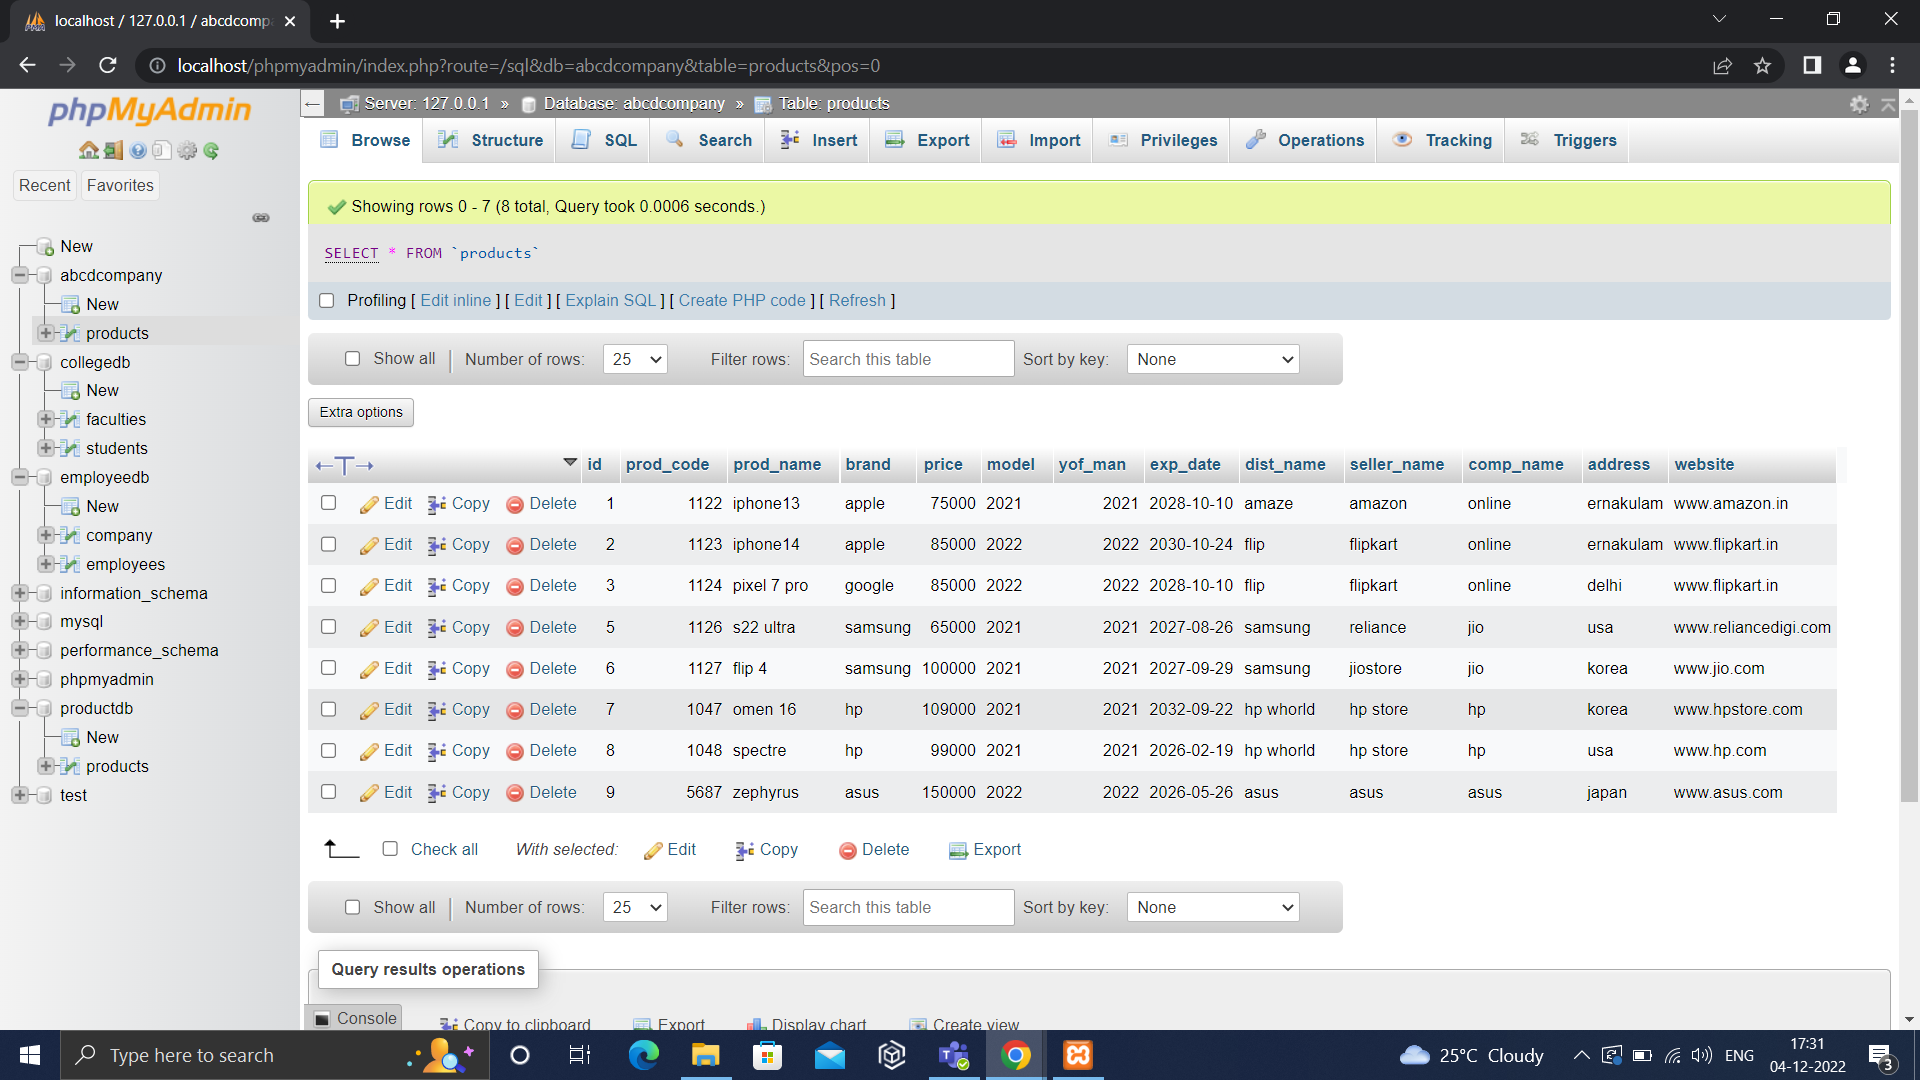 localhost / 127.0.0.1 / abcdcomp
localhost/phpmyadmin/index.php?route=/sql&db=abcdcompany&table=products&pos=0
phpMyAdmin
Recent Favorites
New
abcdcompany
New
products
collegedb
New
faculties
students
employeedb
New
company
employees
information_schema
mysql
performance_schema
phpmyadmin
productdb
New
products
test
Server: 127.0.0.1 » Database: abcdcompany » Table: products
Browse Structure SQL Search Insert Export Import Privileges Operations Tracking Triggers
Showing rows 0 - 7 (8 total, Query took 0.0006 seconds.)
SELECT * FROM `products`
Profiling [ Edit inline ] [ Edit ] [ Explain SQL ] [ Create PHP code ] [ Refresh ]
Show all Number of rows: 25 Filter rows: Search this table Sort by key: None
Extra options
←T→ id prod_code prod_name brand price model yof_man exp_date dist_name seller_name comp_name address website
Edit Copy Delete 1 1122 iphone13 apple 75000 2021 2021 2028-10-10 amaze amazon online ernakulam www.amazon.in
Edit Copy Delete 2 1123 iphone14 apple 85000 2022 2022 2030-10-24 flip flipkart online ernakulam www.flipkart.in
Edit Copy Delete 3 1124 pixel 7 pro google 85000 2022 2022 2028-10-10 flip flipkart online delhi www.flipkart.in
Edit Copy Delete 5 1126 s22 ultra samsung 65000 2021 2021 2027-08-26 samsung reliance jio usa www.reliancedigi.com
Edit Copy Delete 6 1127 flip 4 samsung 100000 2021 2021 2027-09-29 samsung jiostore jio korea www.jio.com
Edit Copy Delete 7 1047 omen 16 hp 109000 2021 2021 2032-09-22 hp whorld hp store hp korea www.hpstore.com
Edit Copy Delete 8 1048 spectre hp 99000 2021 2021 2026-02-19 hp whorld hp store hp usa www.hp.com
Edit Copy Delete 9 5687 zephyrus asus 150000 2022 2022 2026-05-26 asus asus asus japan www.asus.com
Check all With selected: Edit Copy Delete Export
Show all Number of rows: 25 Filter rows: Search this table Sort by key: None
Query results operations
Console Copy to clipboard Export Display chart Create view
Type here to search
25°C Cloudy ENG
17:31
04-12-2022
3